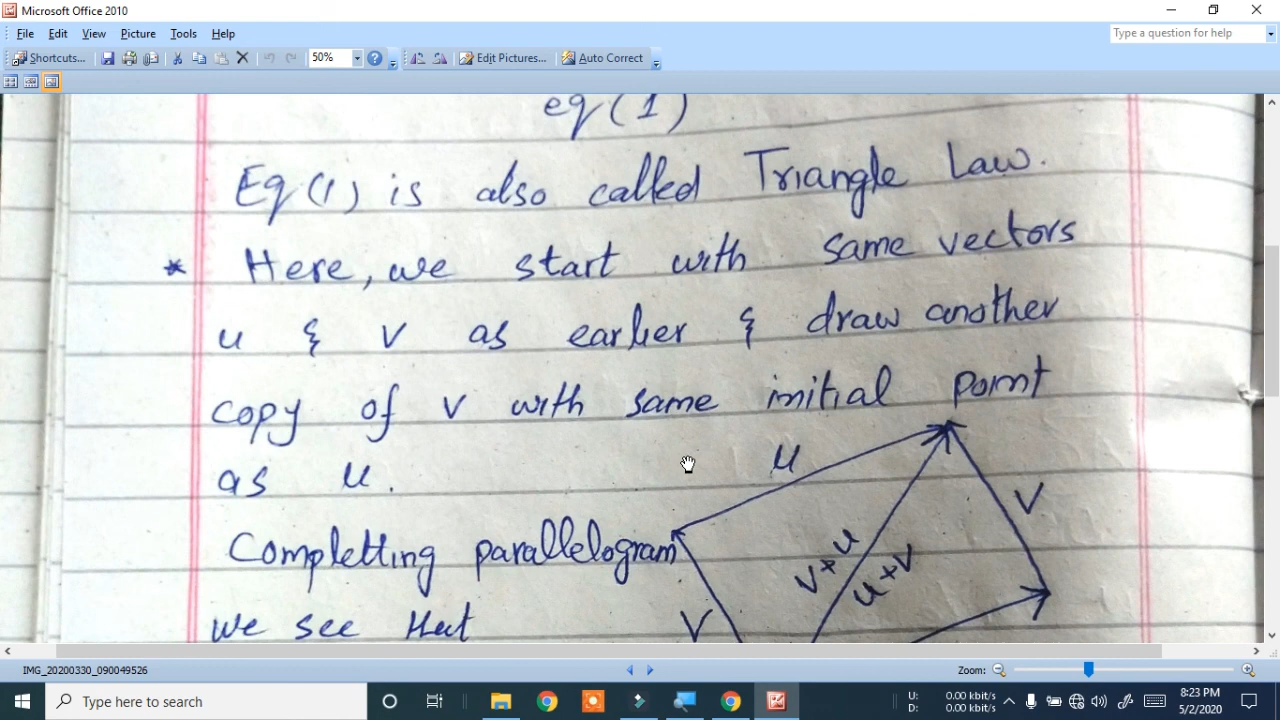 Microsoft Office 2010
File Edit View Picture Tools Help
Type a question for help
Shortcuts... 50% Edit Pictures... Auto Correct
eq(1)
Eq(1) is also called Triangle Law.
* Here, we start with same vectors
u & v as earlier & draw another
copy of v with same initial point
as u.
u
v
Completing parallelogram
v+u
u+v
we see that
v
IMG_20200330_090049526
Zoom:
Type here to search
U: 0.00 kbit/s
D: 0.00 kbit/s
8:23 PM
5/2/2020